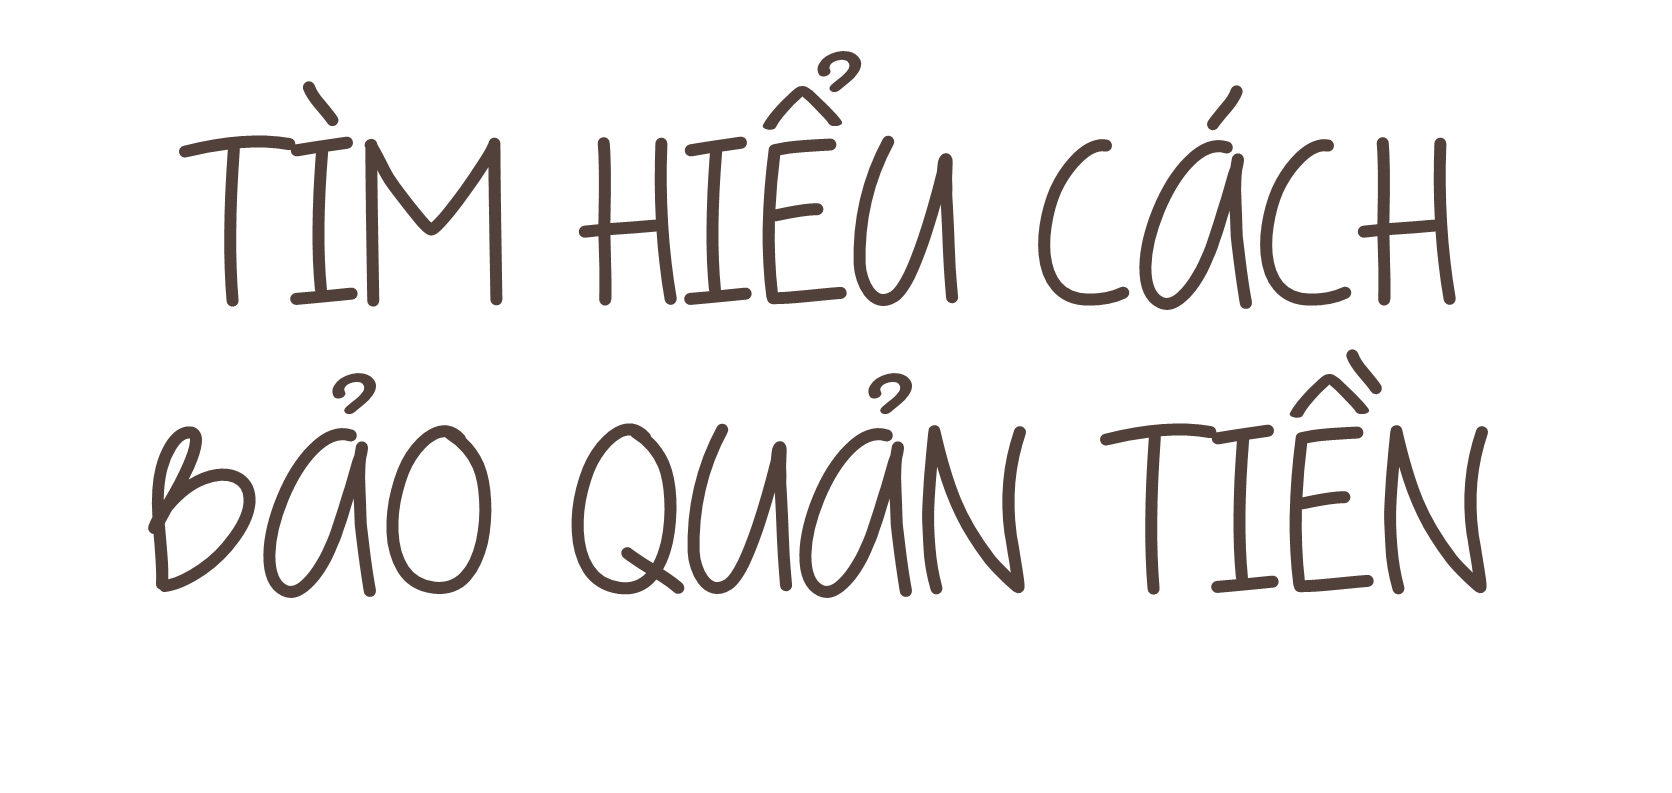 TÌM HIỂU CÁCH
BẢO QUẢN TIỀN